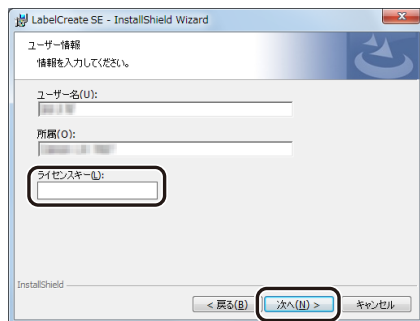 LabelCreate SE - InstallShield Wizard
ユーザー情報
情報を入力してください。
ユーザー名(U):
所属(O):
ライセンスキー(L):
InstallShield
< 戻る(B)
次へ(N) >
キャンセル